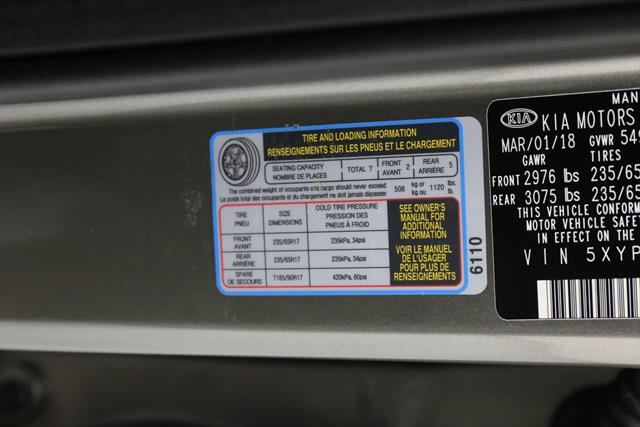 TIRE AND LOADING INFORMATION
RENSEIGNEMENTS SUR LES PNEUS ET LE CHARGEMENT
SEATING CAPACITY
NOMBRE DE PLACES
TOTAL 7
FRONT
AVANT 2
REAR
ARRIÈRE 5
The combined weight of occupants and cargo should never exceed
Le poids total des occupants et du chargement ne doit jamais dépasser
506 kg or
kg ou 1120 lbs.
lb.
TIRE
PNEU
SIZE
DIMENSIONS
COLD TIRE PRESSURE
PRESSION DES
PNEUS À FROID
FRONT
AVANT
235/65R17
235kPa, 34psi
REAR
ARRIÈRE
235/65R17
235kPa, 34psi
SPARE
DE SECOURS
T165/90R17
420kPa, 60psi
SEE OWNER'S
MANUAL FOR
ADDITIONAL
INFORMATION
VOIR LE MANUEL
DE L'USAGER
POUR PLUS DE
RENSEIGNEMENTS
6110
MAN
KIA KIA MOTORS
MAR/01/18 GVWR 549
GAWR TIRES
FRONT 2976 lbs 235/65
REAR 3075 lbs 235/65
THIS VEHICLE CONFORM
MOTOR VEHICLE SAFE
IN EFFECT ON THE
VIN 5XYP